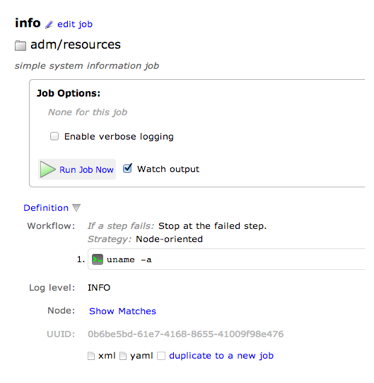 info edit job
adm/resources
simple system information job
Job Options:
None for this job
Enable verbose logging
Run Job Now Watch output
Definition
Workflow: If a step fails: Stop at the failed step.
Strategy: Node-oriented
1. uname -a
Log level: INFO
Node: Show Matches
UUID: 0b6be5bd-61e7-4168-8655-41009f98e476
xml yaml duplicate to a new job